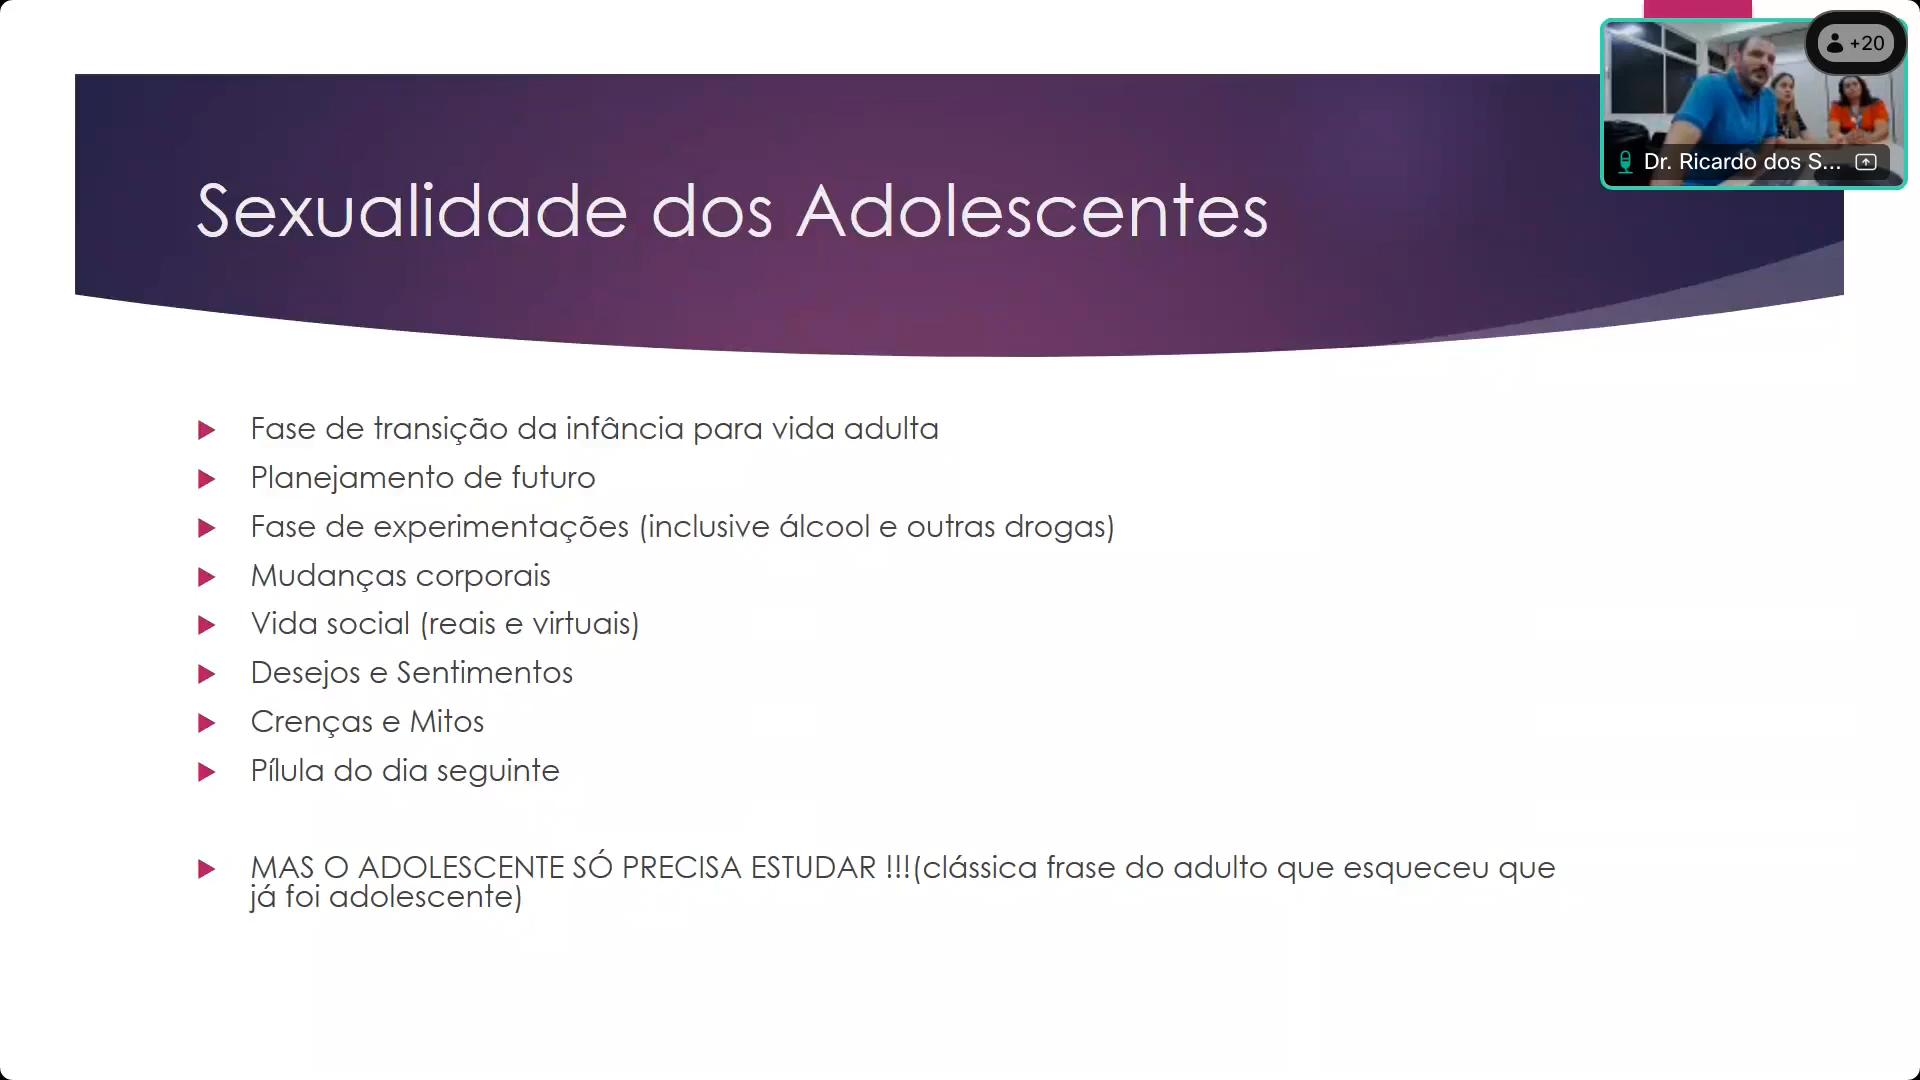 +20
Dr. Ricardo dos S...
Sexualidade dos Adolescentes
Fase de transição da infância para vida adulta
Planejamento de futuro
Fase de experimentações (inclusive álcool e outras drogas)
Mudanças corporais
Vida social (reais e virtuais)
Desejos e Sentimentos
Crenças e Mitos
Pílula do dia seguinte
MAS O ADOLESCENTE SÓ PRECISA ESTUDAR !!!(clássica frase do adulto que esqueceu que
já foi adolescente)